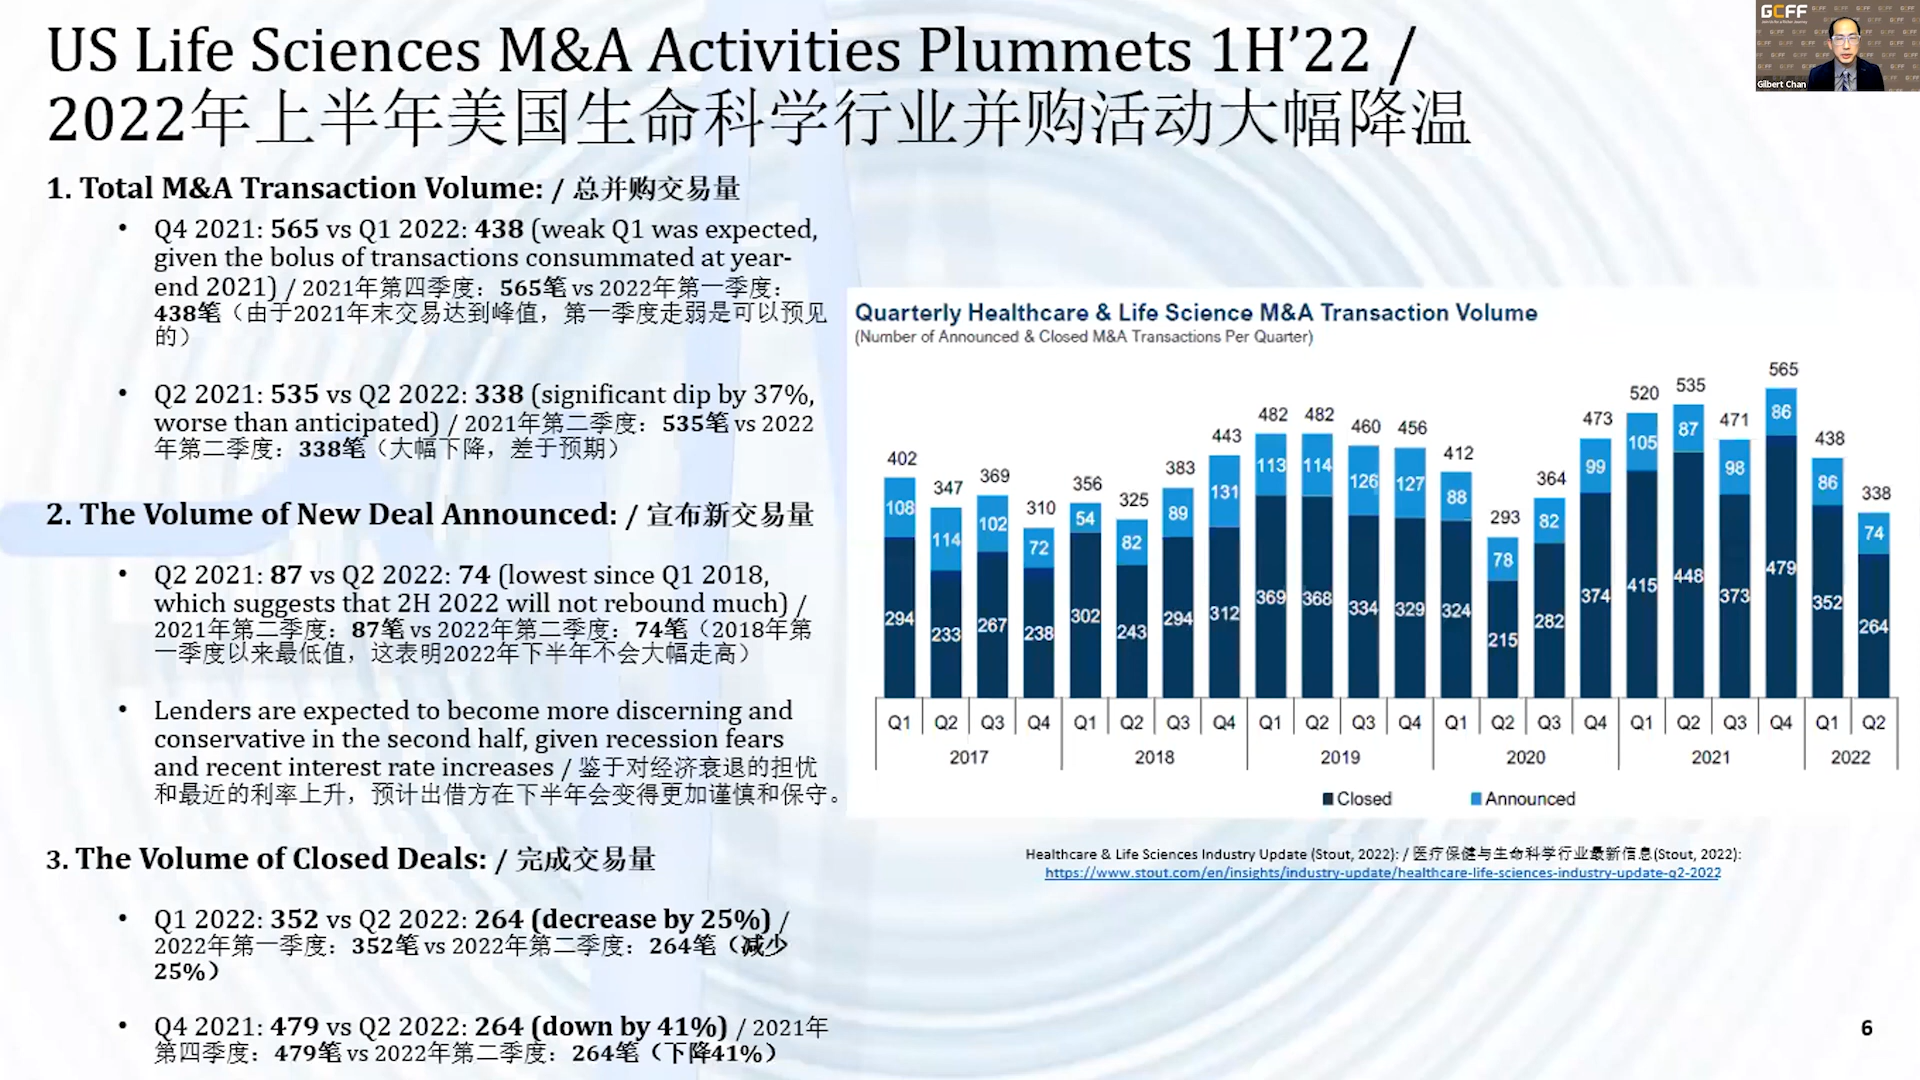 US Life Sciences M&A Activities Plummets 1H’22 /
2022年上半年美国生命科学行业并购活动大幅降温
GCFF
Gilbert Chan
1. Total M&A Transaction Volume: / 总并购交易量
• Q4 2021: 565 vs Q1 2022: 438 (weak Q1 was expected,
given the bolus of transactions consummated at year-
end 2021) / 2021年第四季度：565笔 vs 2022年第一季度：
438笔（由于2021年末交易达到峰值，第一季度走弱是可以预见
的）
• Q2 2021: 535 vs Q2 2022: 338 (significant dip by 37%,
worse than anticipated) / 2021年第二季度：535笔 vs 2022
年第二季度：338笔（大幅下降，差于预期）
2. The Volume of New Deal Announced: / 宣布新交易量
• Q2 2021: 87 vs Q2 2022: 74 (lowest since Q1 2018,
which suggests that 2H 2022 will not rebound much) /
2021年第二季度：87笔 vs 2022年第二季度：74笔（2018年第
一季度以来最低值，这表明2022年下半年不会大幅走高）
• Lenders are expected to become more discerning and
conservative in the second half, given recession fears
and recent interest rate increases / 鉴于对经济衰退的担忧
和最近的利率上升，预计出借方在下半年会变得更加谨慎和保守。
3. The Volume of Closed Deals: / 完成交易量
• Q1 2022: 352 vs Q2 2022: 264 (decrease by 25%) /
2022年第一季度：352笔 vs 2022年第二季度：264笔（减少
25%）
• Q4 2021: 479 vs Q2 2022: 264 (down by 41%) / 2021年
第四季度：479笔 vs 2022年第二季度：264笔（下降41%）
Quarterly Healthcare & Life Science M&A Transaction Volume
(Number of Announced & Closed M&A Transactions Per Quarter)
402 347 369 310 356 325 383 443 482 482 460 456 412 293 364 473 520 535 471 565 438 338
108 114 102 72 54 82 89 131 113 114 126 127 88 78 82 99 105 87 98 86 86 74
294 233 267 238 302 243 294 312 369 368 334 329 324 215 282 374 415 448 373 479 352 264
Q1 Q2 Q3 Q4 Q1 Q2 Q3 Q4 Q1 Q2 Q3 Q4 Q1 Q2 Q3 Q4 Q1 Q2 Q3 Q4 Q1 Q2
2017 2018 2019 2020 2021 2022
Closed Announced
Healthcare & Life Sciences Industry Update (Stout, 2022): / 医疗保健与生命科学行业最新信息(Stout, 2022):
https://www.stout.com/en/insights/industry-update/healthcare-life-sciences-industry-update-q2-2022
6